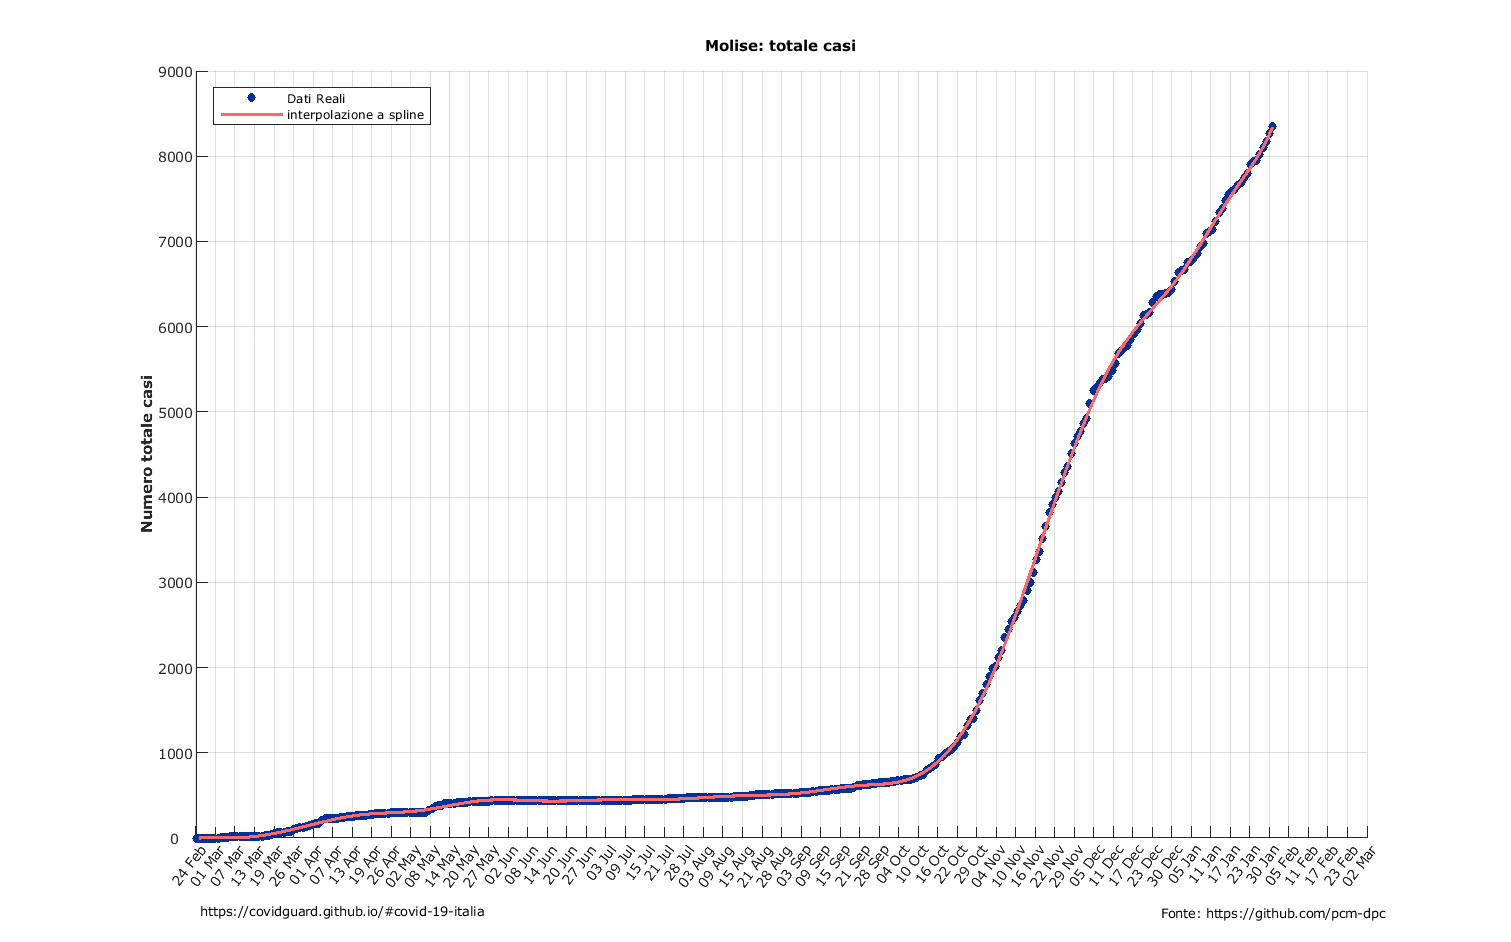 Molise: totale casi
9000
Dati Reali
interpolazione a spline
8000
7000
6000
5000
4000
3000
2000
1000
0
Numero totale casi
24 Feb
01 Mar
07 Mar
13 Mar
19 Mar
26 Mar
01 Apr
07 Apr
13 Apr
19 Apr
26 Apr
02 May
08 May
14 May
20 May
27 May
02 Jun
08 Jun
14 Jun
20 Jun
27 Jun
03 Jul
09 Jul
15 Jul
21 Jul
28 Jul
03 Aug
09 Aug
15 Aug
21 Aug
28 Aug
03 Sep
09 Sep
15 Sep
21 Sep
28 Sep
04 Oct
10 Oct
16 Oct
22 Oct
29 Oct
04 Nov
10 Nov
16 Nov
22 Nov
29 Nov
05 Dec
11 Dec
17 Dec
23 Dec
30 Dec
05 Jan
11 Jan
17 Jan
23 Jan
30 Jan
05 Feb
11 Feb
17 Feb
23 Feb
02 Mar
https://covidguard.github.io/#covid-19-italia
Fonte: https://github.com/pcm-dpc